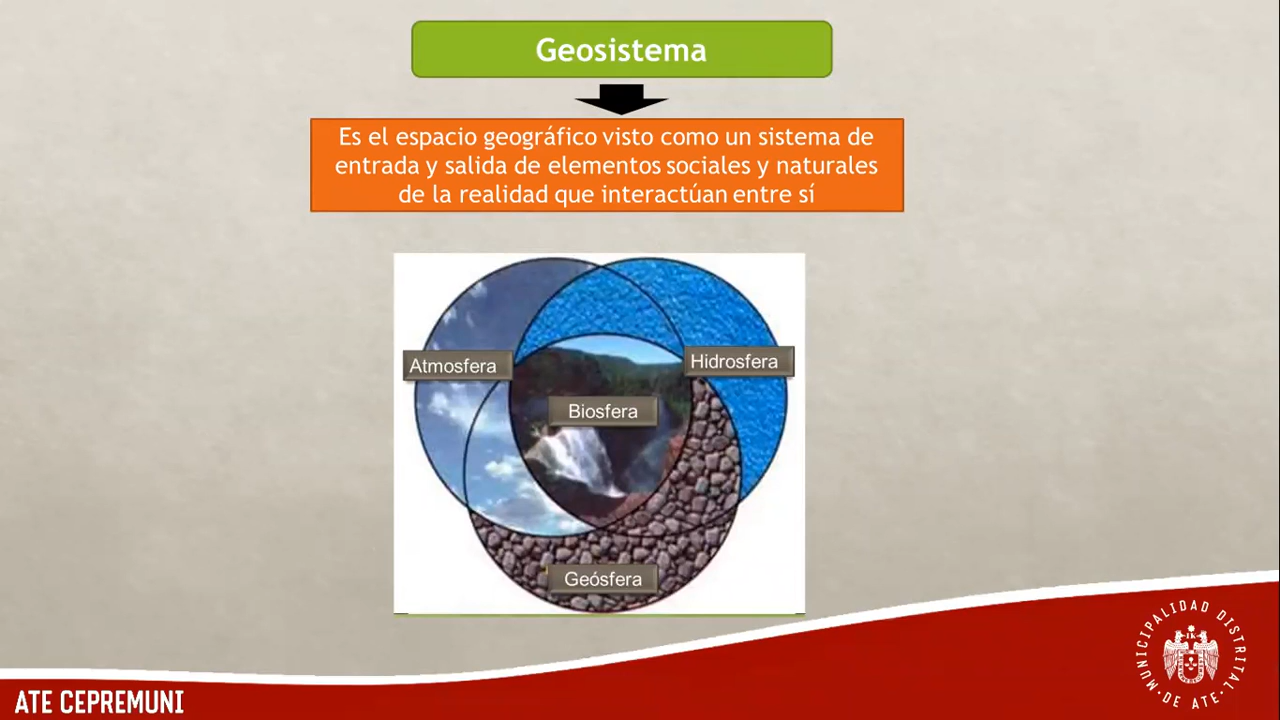 Geosistema
Es el espacio geográfico visto como un sistema de
entrada y salida de elementos sociales y naturales
de la realidad que interactúan entre sí
Atmosfera
Hidrosfera
Biosfera
Geósfera
ATE CEPREMUNI
MUNICIPALIDAD DISTRITAL
· DE ATE ·